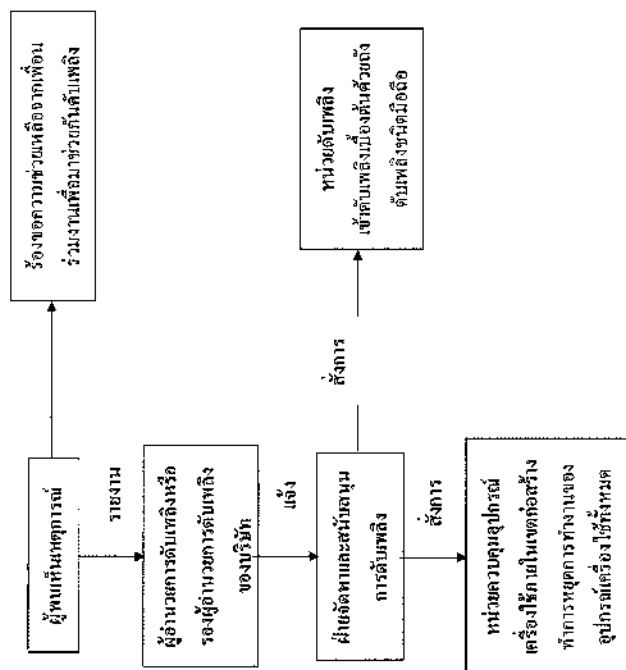 ผู้พบเห็นเหตุการณ์
ร้องขอความช่วยเหลือจากเพื่อน
ร่วมงานเพื่อมาช่วยกันดับเพลิง
รายงาน
ผู้อำนวยการดับเพลิงหรือ
รองผู้อำนวยการดับเพลิง
ของบริษัท
แจ้ง
ฝ่ายจัดหาและสนับสนุน
การดับเพลิง
สั่งการ
หน่วยดับเพลิง
เข้าดับเพลิงเบื้องต้นด้วยถัง
ดับเพลิงชนิดมือถือ
สั่งการ
หน่วยควบคุมอุปกรณ์
เครื่องใช้ภายในเขตก่อสร้าง
ทำการหยุดการทำงานของ
อุปกรณ์เครื่องใช้ทั้งหมด